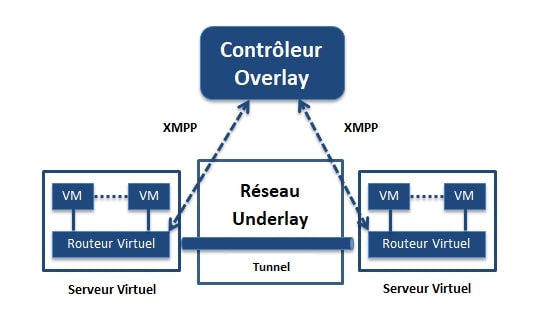 Contrôleur
Overlay
XMPP
XMPP
VM
VM
Routeur Virtuel
Serveur Virtuel
Réseau
Underlay
Tunnel
VM
VM
Routeur Virtuel
Serveur Virtuel